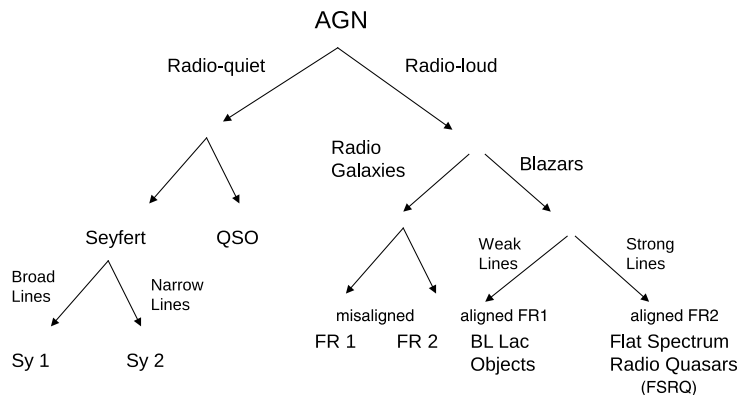 AGN
Radio-quiet
Radio-loud
Radio
Galaxies
Blazars
Seyfert
QSO
Weak
Lines
Strong
Lines
Broad
Lines
Narrow
Lines
misaligned
aligned FR1
aligned FR2
Sy 1
Sy 2
FR 1
FR 2
BL Lac
Objects
Flat Spectrum
Radio Quasars
(FSRQ)